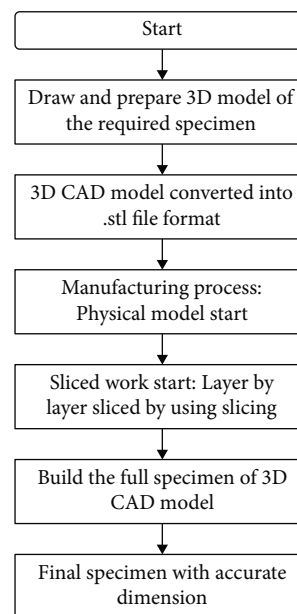 Start
Draw and prepare 3D model of
the required specimen
3D CAD model converted into
.stl file format
Manufacturing process:
Physical model start
Sliced work start: Layer by
layer sliced by using slicing
Build the full specimen of 3D
CAD model
Final specimen with accurate
dimension